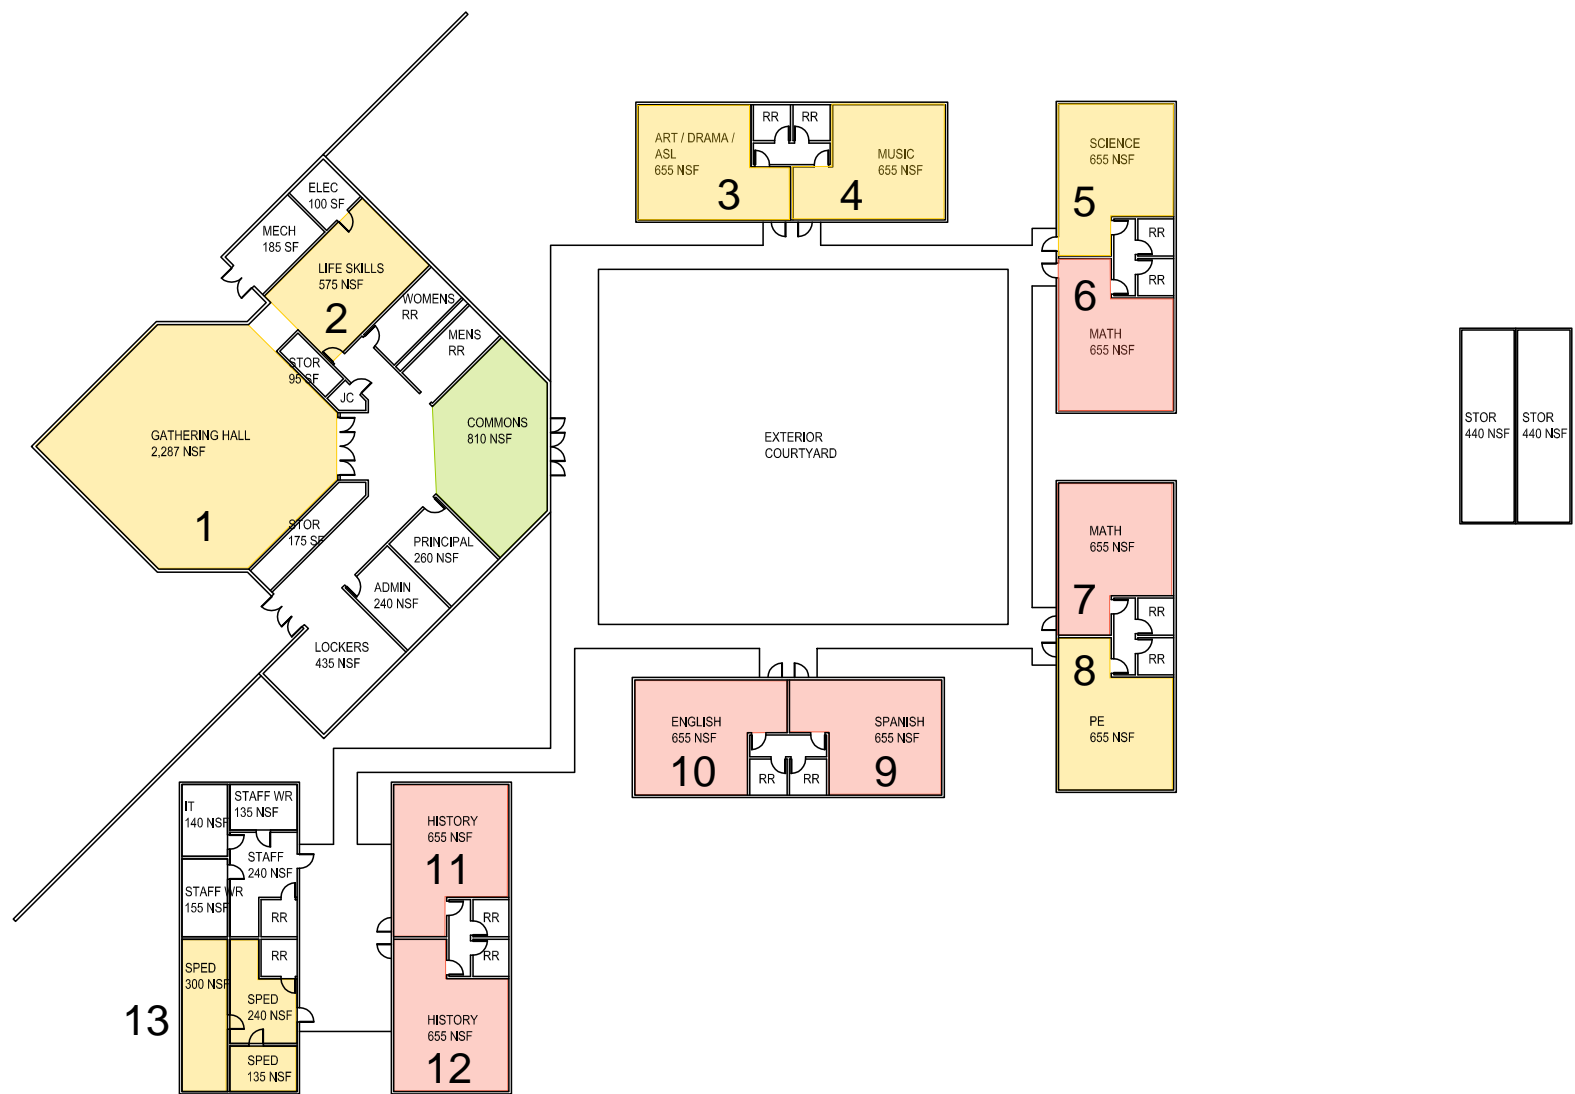 ELEC
100 SF
MECH
185 SF
LIFE SKILLS
575 NSF
2
WOMENS
RR
MENS
RR
STOR
95 SF
JC
GATHERING HALL
2,287 NSF
1
STOR
175 SF
COMMONS
810 NSF
PRINCIPAL
260 NSF
ADMIN
240 NSF
LOCKERS
435 NSF
ART / DRAMA /
ASL
655 NSF
3
RR
RR
MUSIC
655 NSF
4
SCIENCE
655 NSF
5
RR
RR
6
MATH
655 NSF
EXTERIOR
COURTYARD
STOR
440 NSF
STOR
440 NSF
MATH
655 NSF
7
RR
RR
8
PE
655 NSF
ENGLISH
655 NSF
10
RR
RR
SPANISH
655 NSF
9
IT
140 NSF
STAFF WR
135 NSF
STAFF
240 NSF
STAFF WR
155 NSF
RR
RR
SPED
300 NSF
SPED
240 NSF
13
SPED
135 NSF
HISTORY
655 NSF
11
RR
RR
HISTORY
655 NSF
12